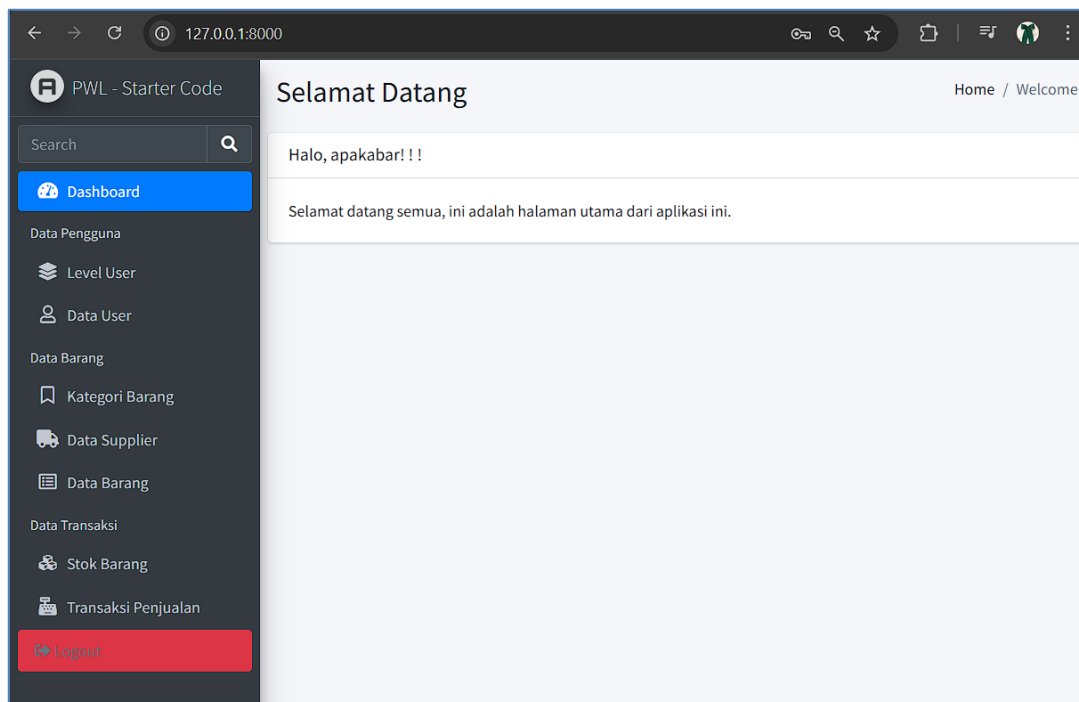 127.0.0.1:8000
PWL - Starter Code
Search
Dashboard
Data Pengguna
Level User
Data User
Data Barang
Kategori Barang
Data Supplier
Data Barang
Data Transaksi
Stok Barang
Transaksi Penjualan
Logout
Selamat Datang
Home / Welcome
Halo, apakabar! ! !
Selamat datang semua, ini adalah halaman utama dari aplikasi ini.